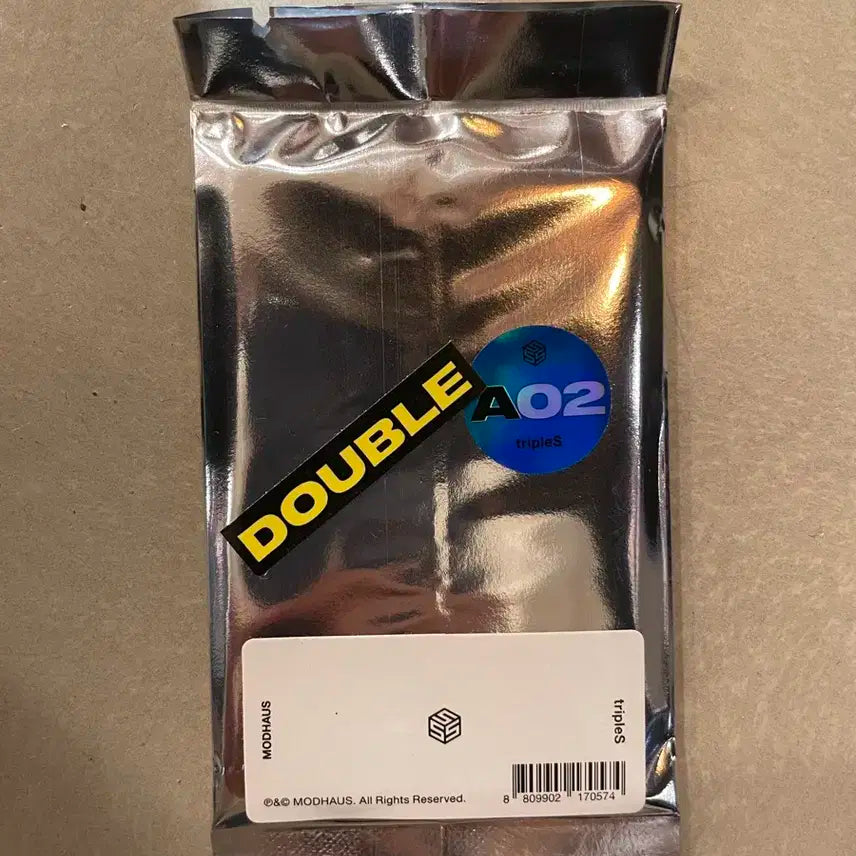 A02
tripleS
DOUBLE
MODHAUS
tripleS
℗&© MODHAUS. All Rights Reserved.
8 809902 170574